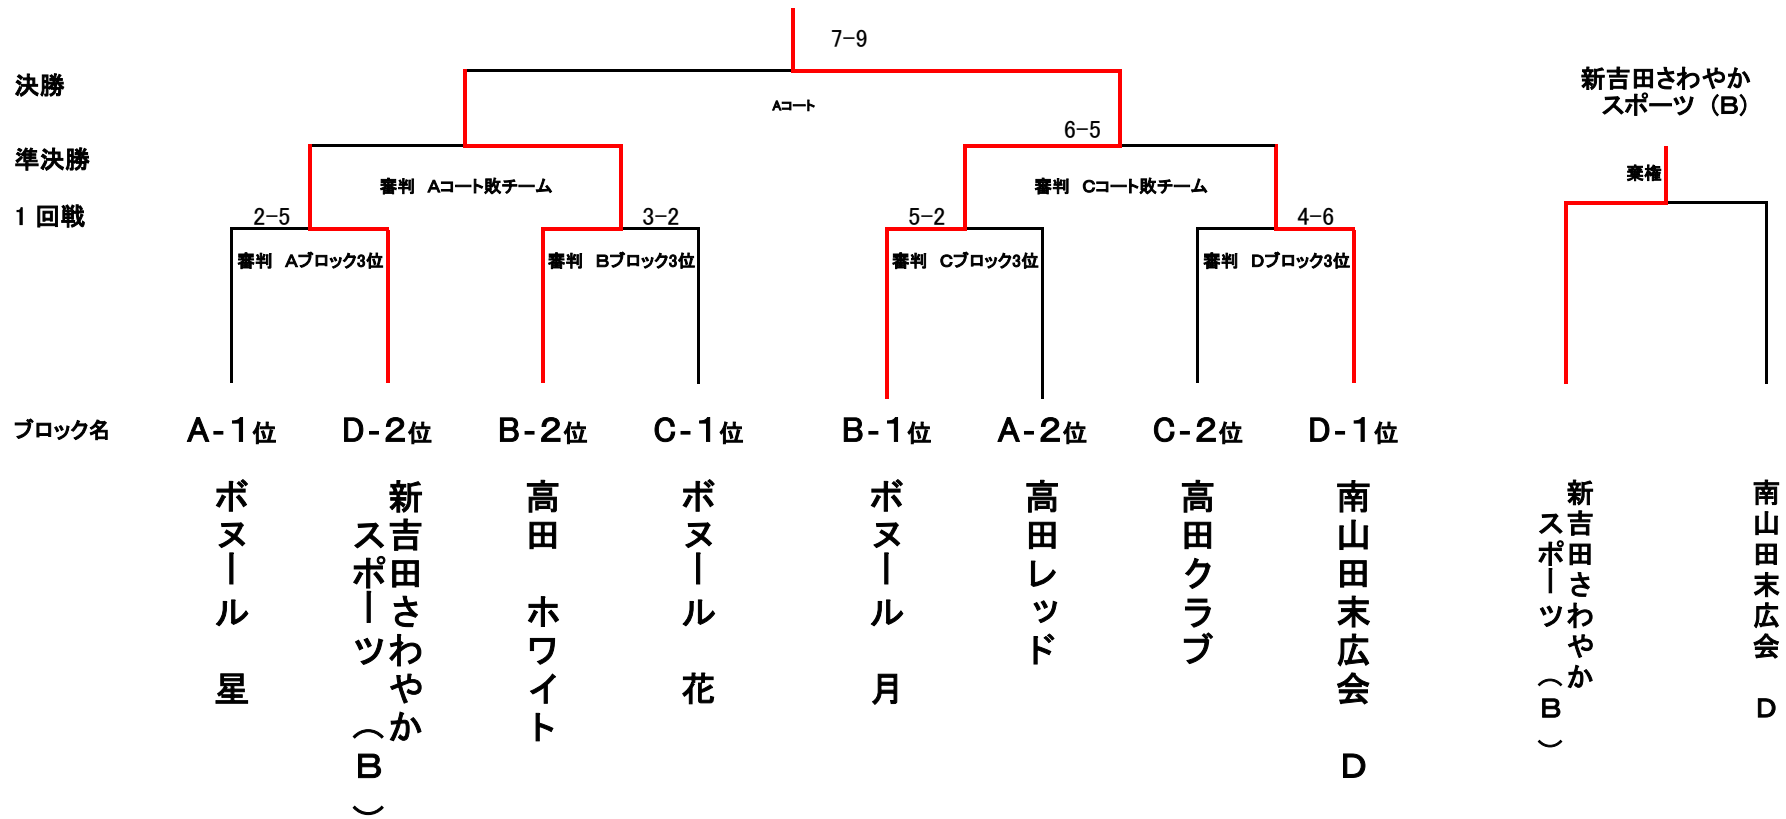 7-9
決勝
Aコート
新吉田さわやか
スポーツ（B）
6-5
準決勝
審判　Aコート敗チーム
審判　Cコート敗チーム
棄権
1 回戦
2-5
3-2
5-2
4-6
審判　Aブロック3位
審判　Bブロック3位
審判　Cブロック3位
審判　Dブロック3位
ブロック名
A-1位
D-2位
B-2位
C-1位
B-1位
A-2位
C-2位
D-1位
ボヌール　星
新吉田さわやか
スポーツ　（B）
高田　ホワイト
ボヌール　花
ボヌール　月
高田レッド
高田クラブ
南山田末広会　D
新吉田さわやか
スポーツ　（B）
南山田末広会　D